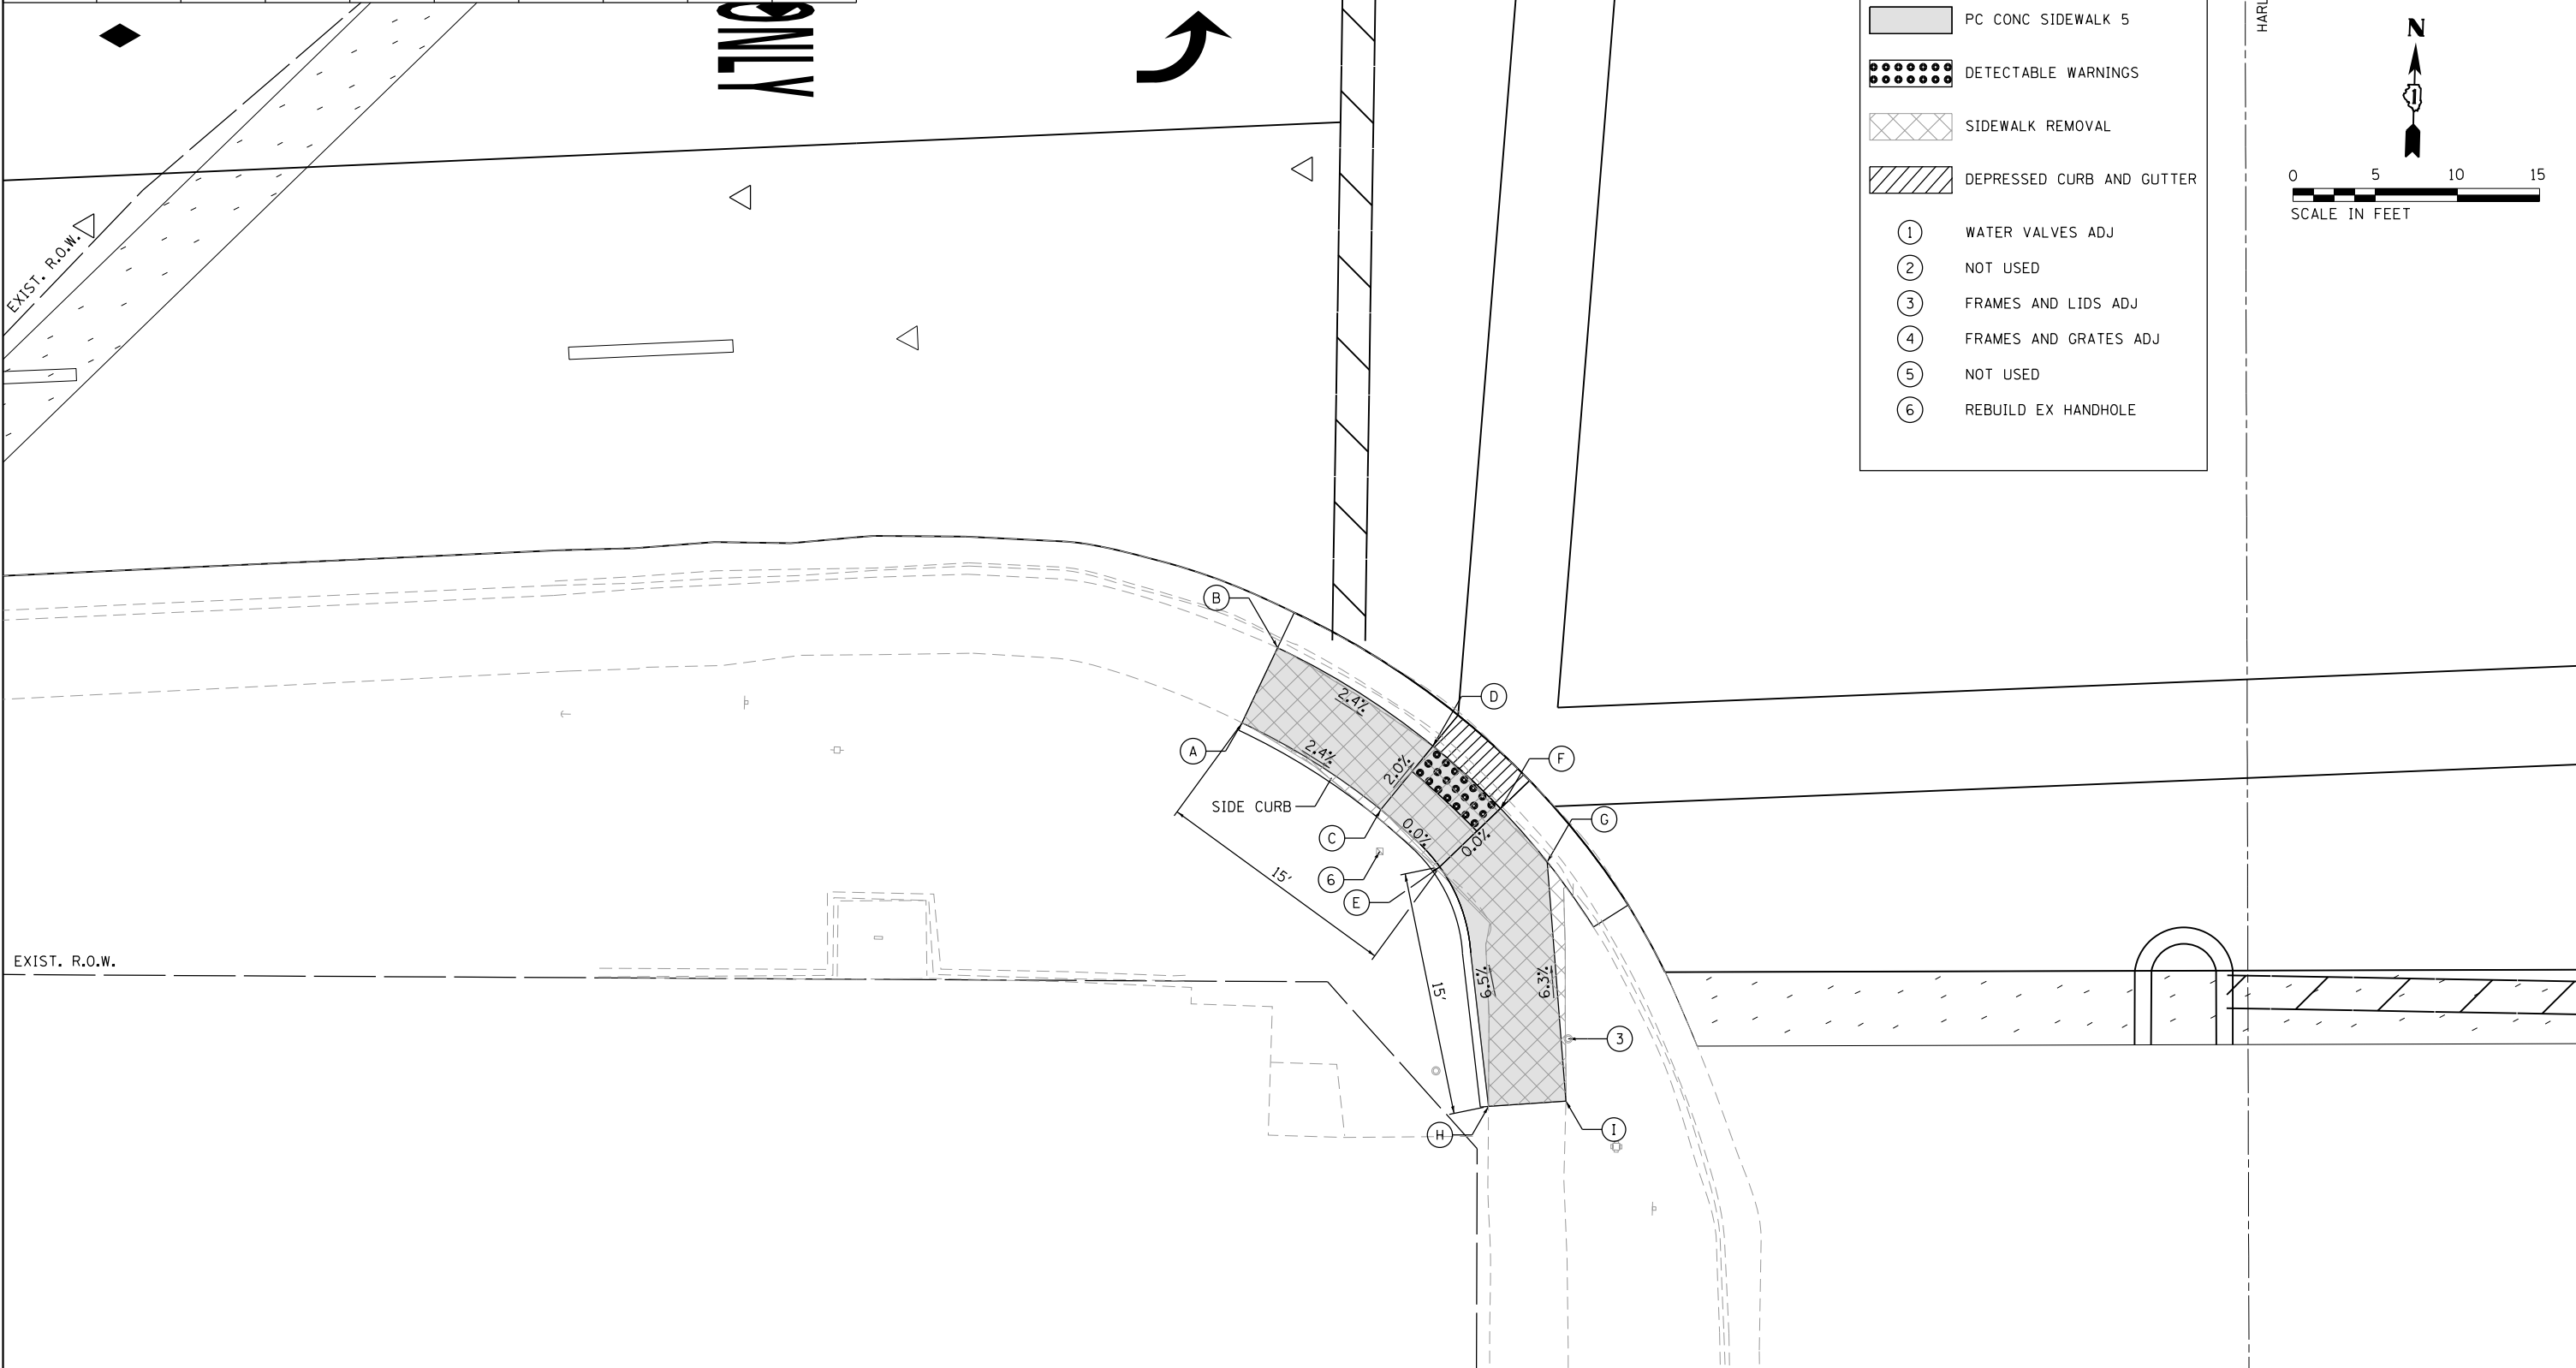 ONLY
PC CONC SIDEWALK 5
DETECTABLE WARNINGS
SIDEWALK REMOVAL
DEPRESSED CURB AND GUTTER
1 WATER VALVES ADJ
2 NOT USED
3 FRAMES AND LIDS ADJ
4 FRAMES AND GRATES ADJ
5 NOT USED
6 REBUILD EX HANDHOLE
HARL
N
0 5 10 15
SCALE IN FEET
EXIST. R.O.W.
B
D
2.4%
A
2.4%
2.0%
F
SIDE CURB
G
C
0.0%
0.0%
6
15'
E
EXIST. R.O.W.
15'
6.5%
6.3%
3
H
I